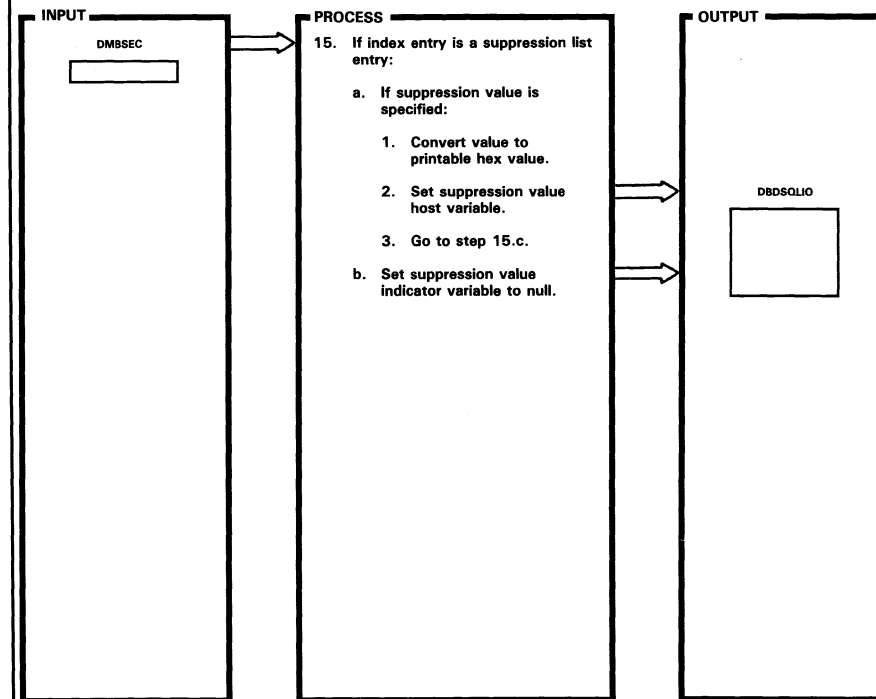 INPUT
DMBSEC
PROCESS
15. If index entry is a suppression list
entry:
a. If suppression value is
specified:
1. Convert value to
printable hex value.
2. Set suppression value
host variable.
3. Go to step 15.c.
b. Set suppression value
indicator variable to null.
OUTPUT
DBDSQLIO